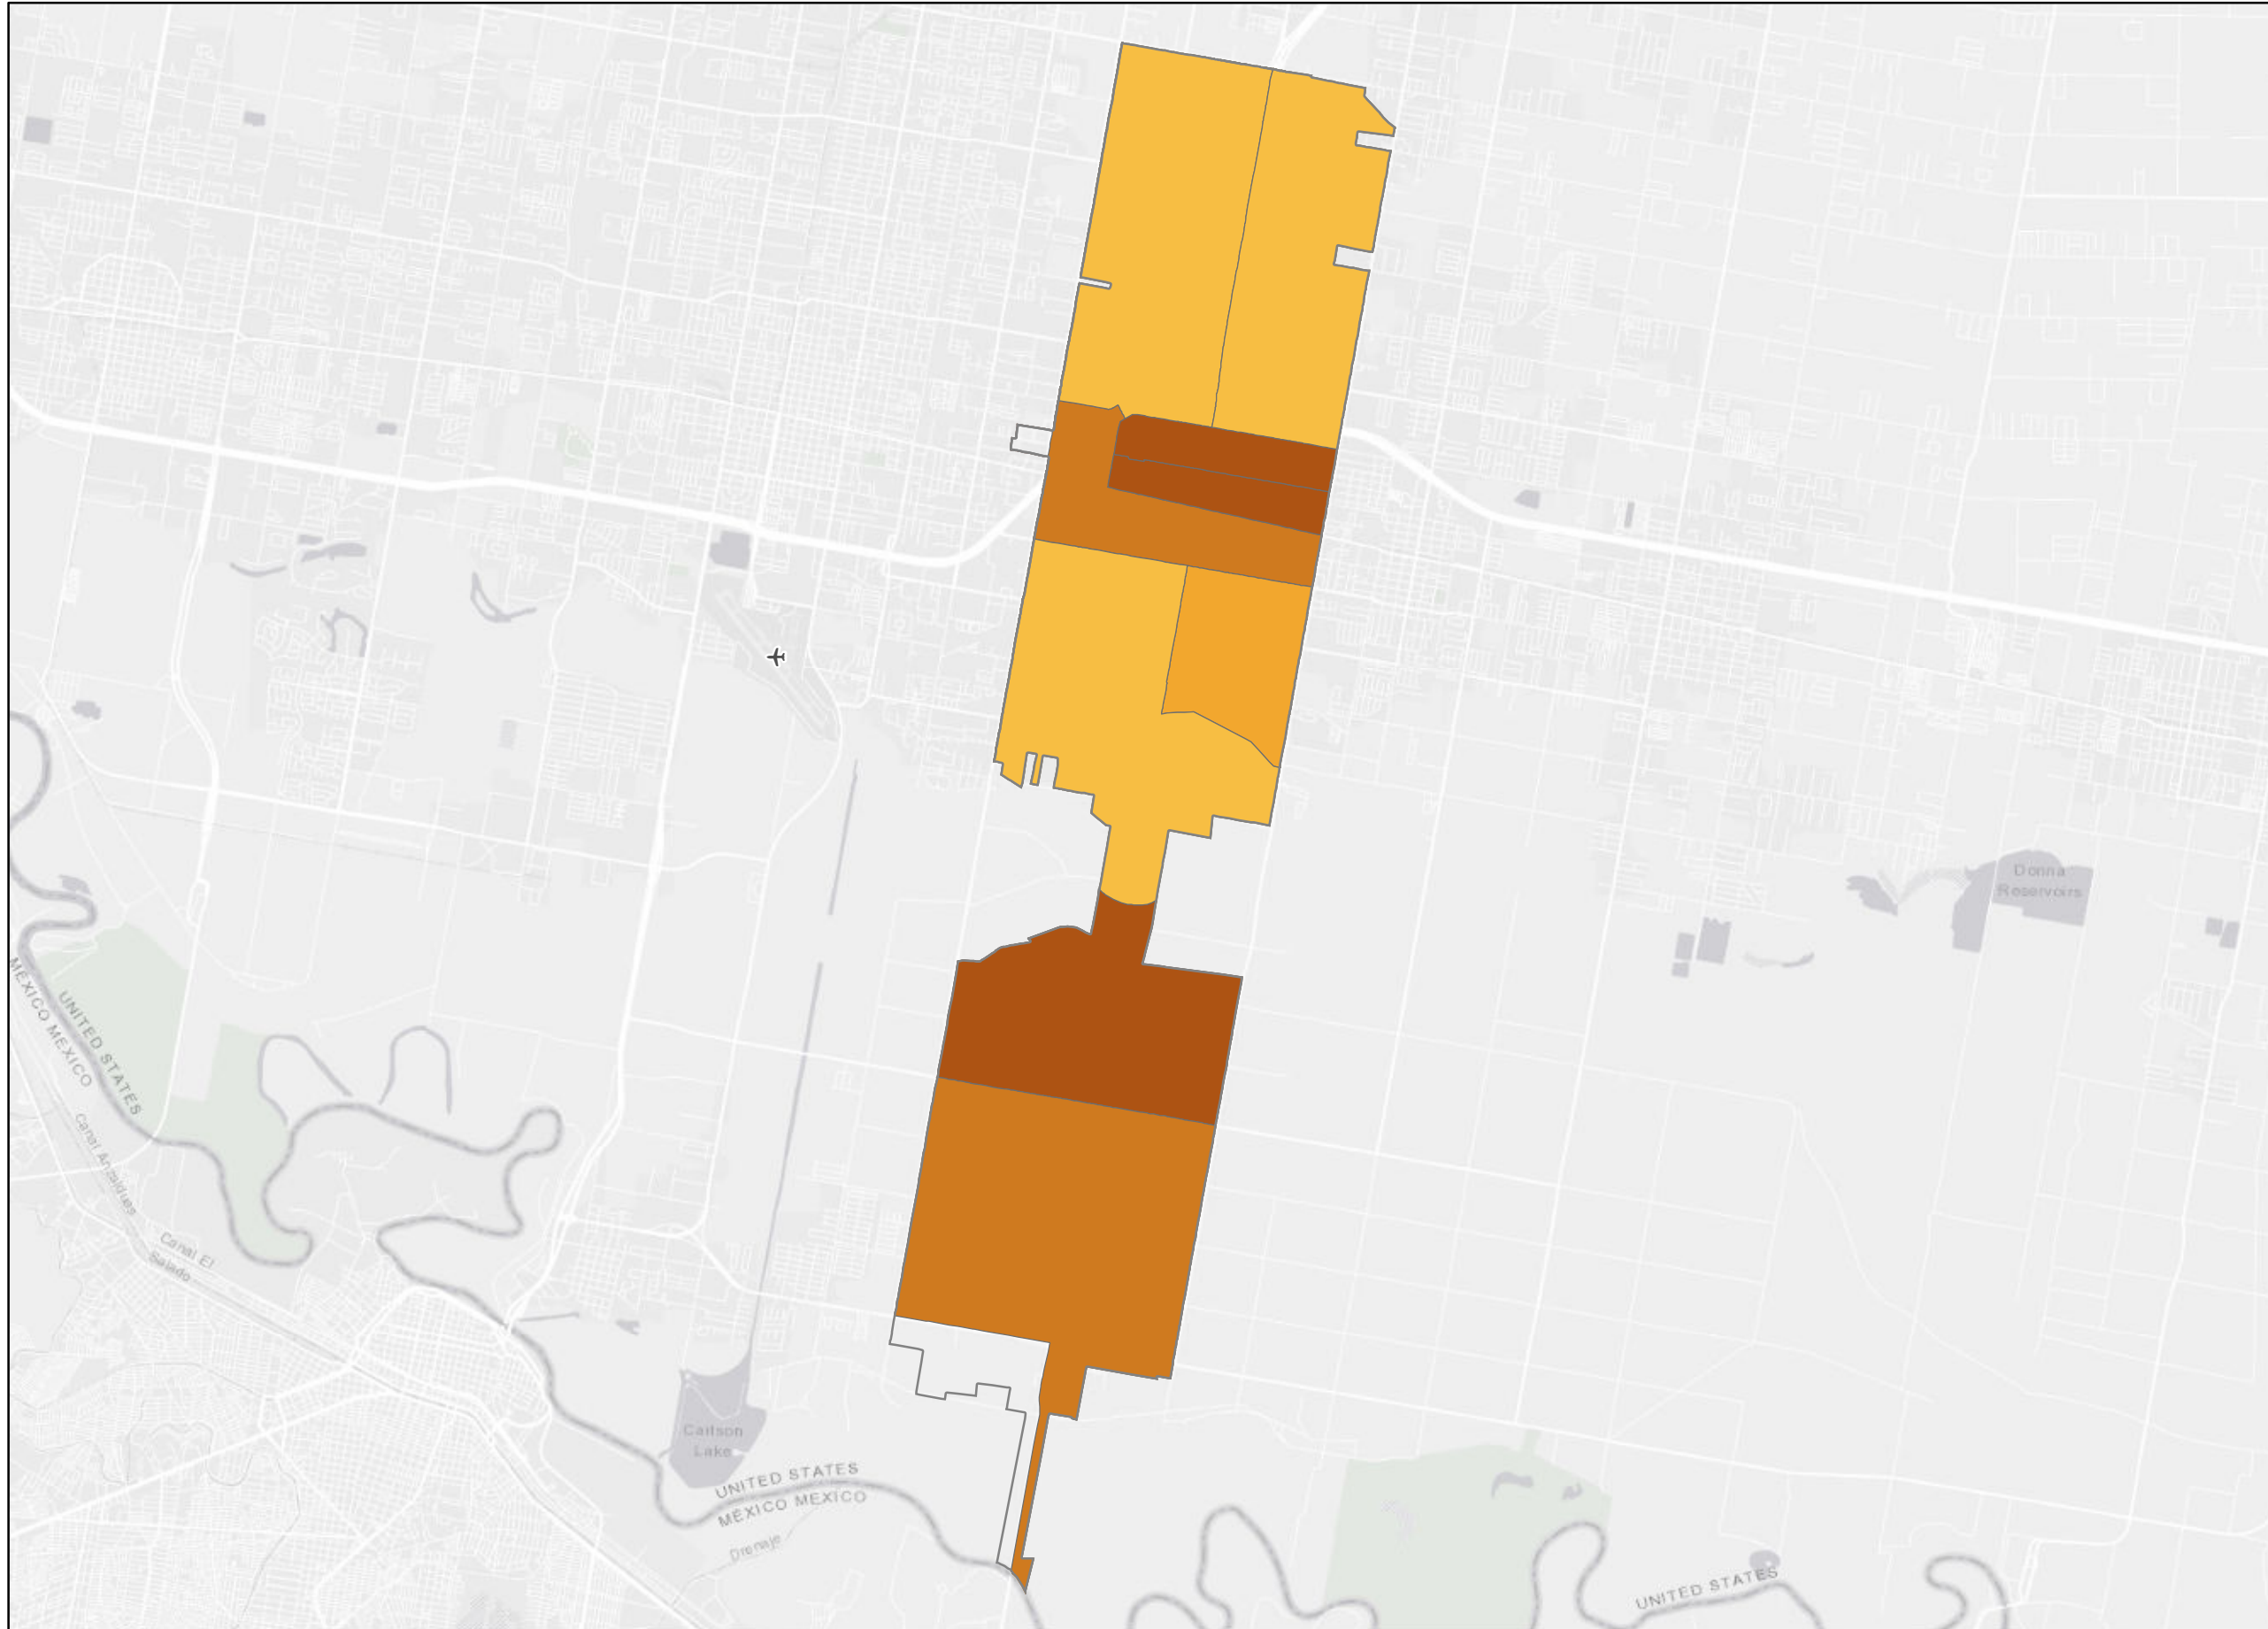 Donna
Reservoirs
UNITED STATES
MEXICO MEXICO
Canal Anzalduas
Canal El
Salado
Carlson
Lake
UNITED STATES
MEXICO MEXICO
Drenaje
UNITED STATES